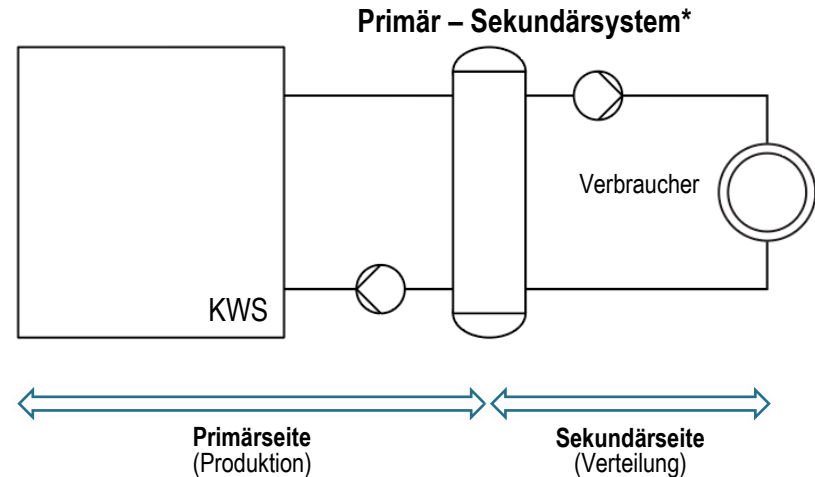 Primär – Sekundärsystem*
Verbraucher
KWS
Primärseite
(Produktion)
Sekundärseite
(Verteilung)